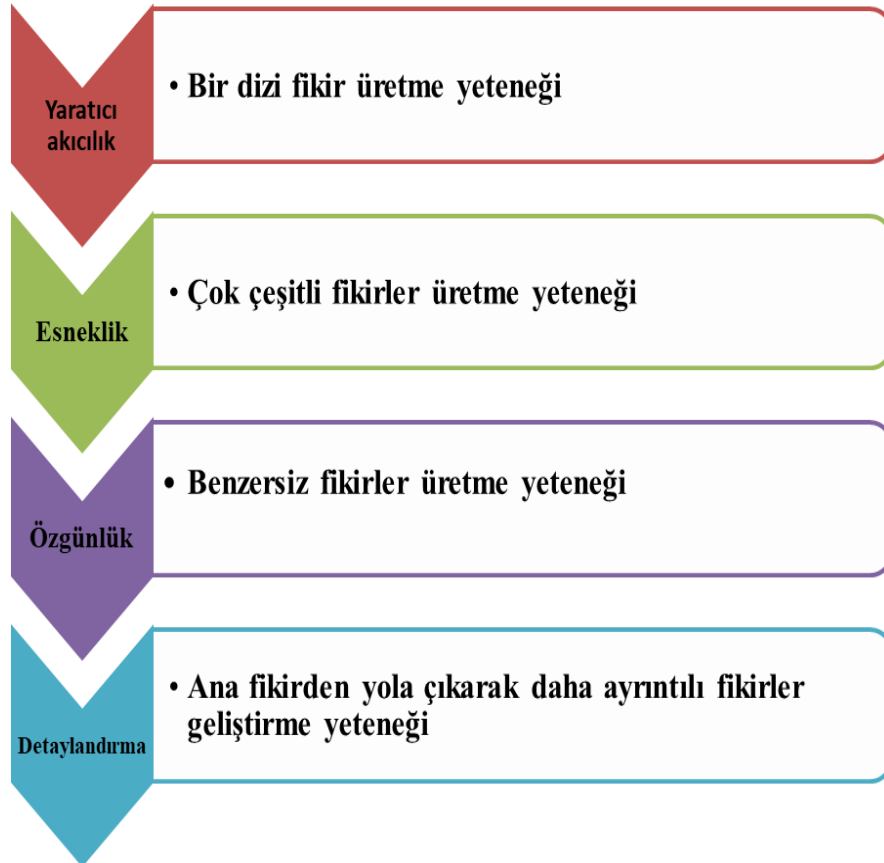 Yaratıcı
akıcılık
• Bir dizi fikir üretme yeteneği
Esneklik
• Çok çeşitli fikirler üretme yeteneği
Özgünlük
• Benzersiz fikirler üretme yeteneği
Detaylandırma
• Ana fikirden yola çıkarak daha ayrıntılı fikirler
geliştirme yeteneği